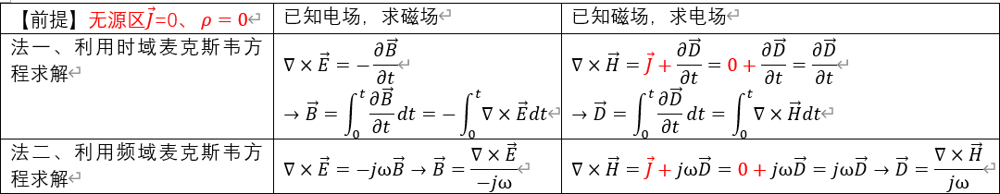 【前提】无源区J⃗=0、ρ = 0
已知电场，求磁场
已知磁场，求电场
法一、利用时域麦克斯韦方
程求解
∇ × E⃗ = −∂B⃗/∂t
→ B⃗ = ∫₀ᵗ ∂B⃗/∂t dt = −∫₀ᵗ ∇ × E⃗dt
∇ × H⃗ = J⃗ + ∂D⃗/∂t = 0 + ∂D⃗/∂t = ∂D⃗/∂t
→ D⃗ = ∫₀ᵗ ∂D⃗/∂t dt = ∫₀ᵗ ∇ × H⃗dt
法二、利用频域麦克斯韦方
程求解
∇ × E⃗ = −jωB⃗ → B⃗ = ∇ × E⃗/−jω
∇ × H⃗ = J⃗ + jωD⃗ = 0 + jωD⃗ = jωD⃗ → D⃗ = ∇ × H⃗/jω